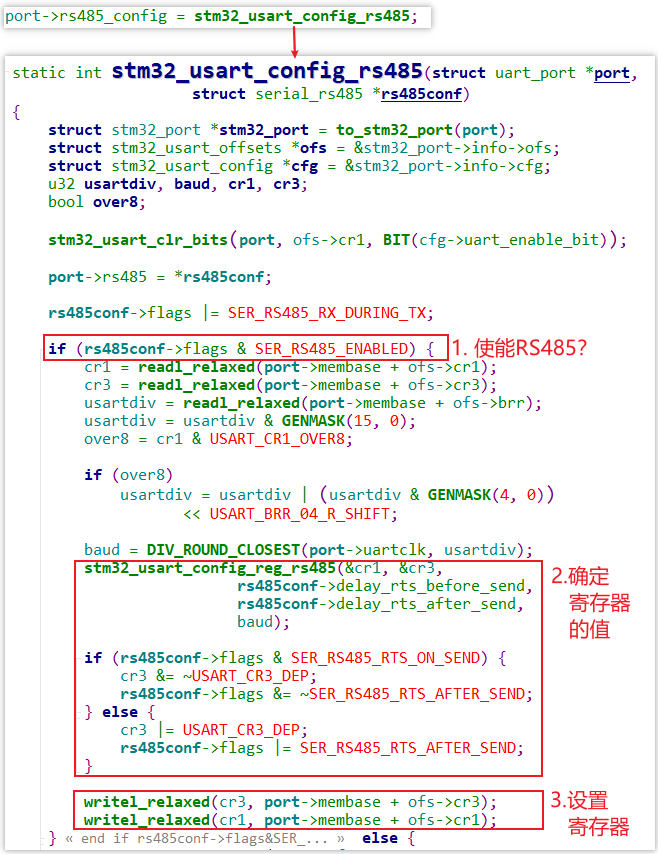 port->rs485_config = stm32_usart_config_rs485;
static int stm32_usart_config_rs485(struct uart_port *port,
struct serial_rs485 *rs485conf)
{
struct stm32_port *stm32_port = to_stm32_port(port);
struct stm32_usart_offsets *ofs = &stm32_port->info->ofs;
struct stm32_usart_config *cfg = &stm32_port->info->cfg;
u32 usartdiv, baud, cr1, cr3;
bool over8;
stm32_usart_clr_bits(port, ofs->cr1, BIT(cfg->uart_enable_bit));
port->rs485 = *rs485conf;
rs485conf->flags |= SER_RS485_RX_DURING_TX;
if (rs485conf->flags & SER_RS485_ENABLED) {
1. 使能RS485?
cr1 = readl_relaxed(port->membase + ofs->cr1);
cr3 = readl_relaxed(port->membase + ofs->cr3);
usartdiv = readl_relaxed(port->membase + ofs->brr);
usartdiv = usartdiv & GENMASK(15, 0);
over8 = cr1 & USART_CR1_OVER8;
if (over8)
usartdiv = usartdiv | (usartdiv & GENMASK(4, 0))
<< USART_BRR_04_R_SHIFT;
baud = DIV_ROUND_CLOSEST(port->uartclk, usartdiv);
stm32_usart_config_reg_rs485(&cr1, &cr3,
rs485conf->delay_rts_before_send,
rs485conf->delay_rts_after_send,
baud);
2.确定
寄存器
的值
if (rs485conf->flags & SER_RS485_RTS_ON_SEND) {
cr3 &= ~USART_CR3_DEP;
rs485conf->flags &= ~SER_RS485_RTS_AFTER_SEND;
} else {
cr3 |= USART_CR3_DEP;
rs485conf->flags |= SER_RS485_RTS_AFTER_SEND;
}
writel_relaxed(cr3, port->membase + ofs->cr3);
writel_relaxed(cr1, port->membase + ofs->cr1);
3.设置
寄存器
} « end if rs485conf->flags&SER_... » else {